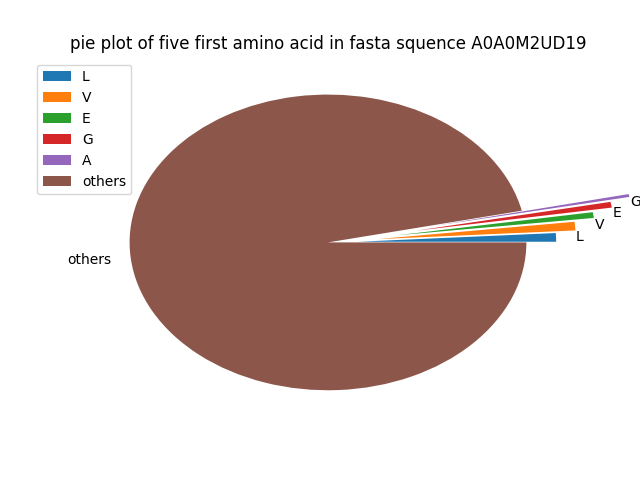 pie plot of five first amino acid in fasta squence A0A0M2UD19
L
V
E
G
A
others
G
E
V
L
others